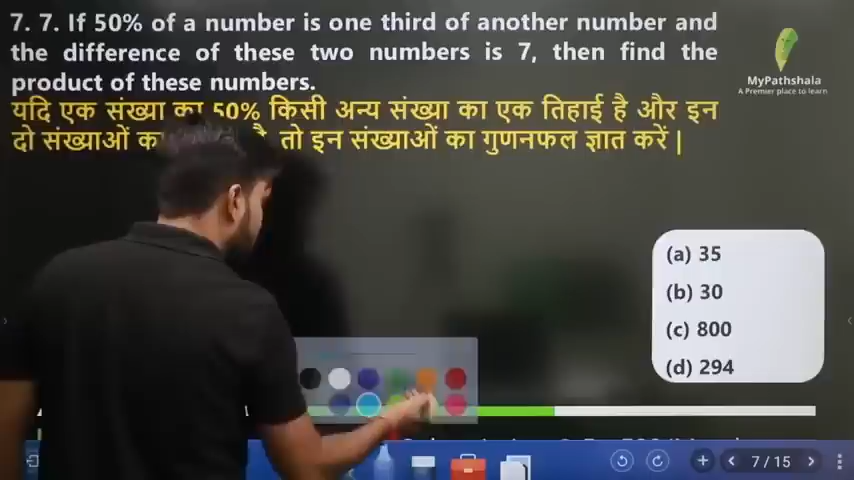 7. 7. If 50% of a number is one third of another number and
the difference of these two numbers is 7, then find the
product of these numbers.
यदि एक संख्या का 50% किसी अन्य संख्या का एक तिहाई है और इन
दो संख्याओं का है, तो इन संख्याओं का गुणनफल ज्ञात करें |
MyPathshala
A Premier place to learn
(a) 35
(b) 30
(c) 800
(d) 294
7 / 15